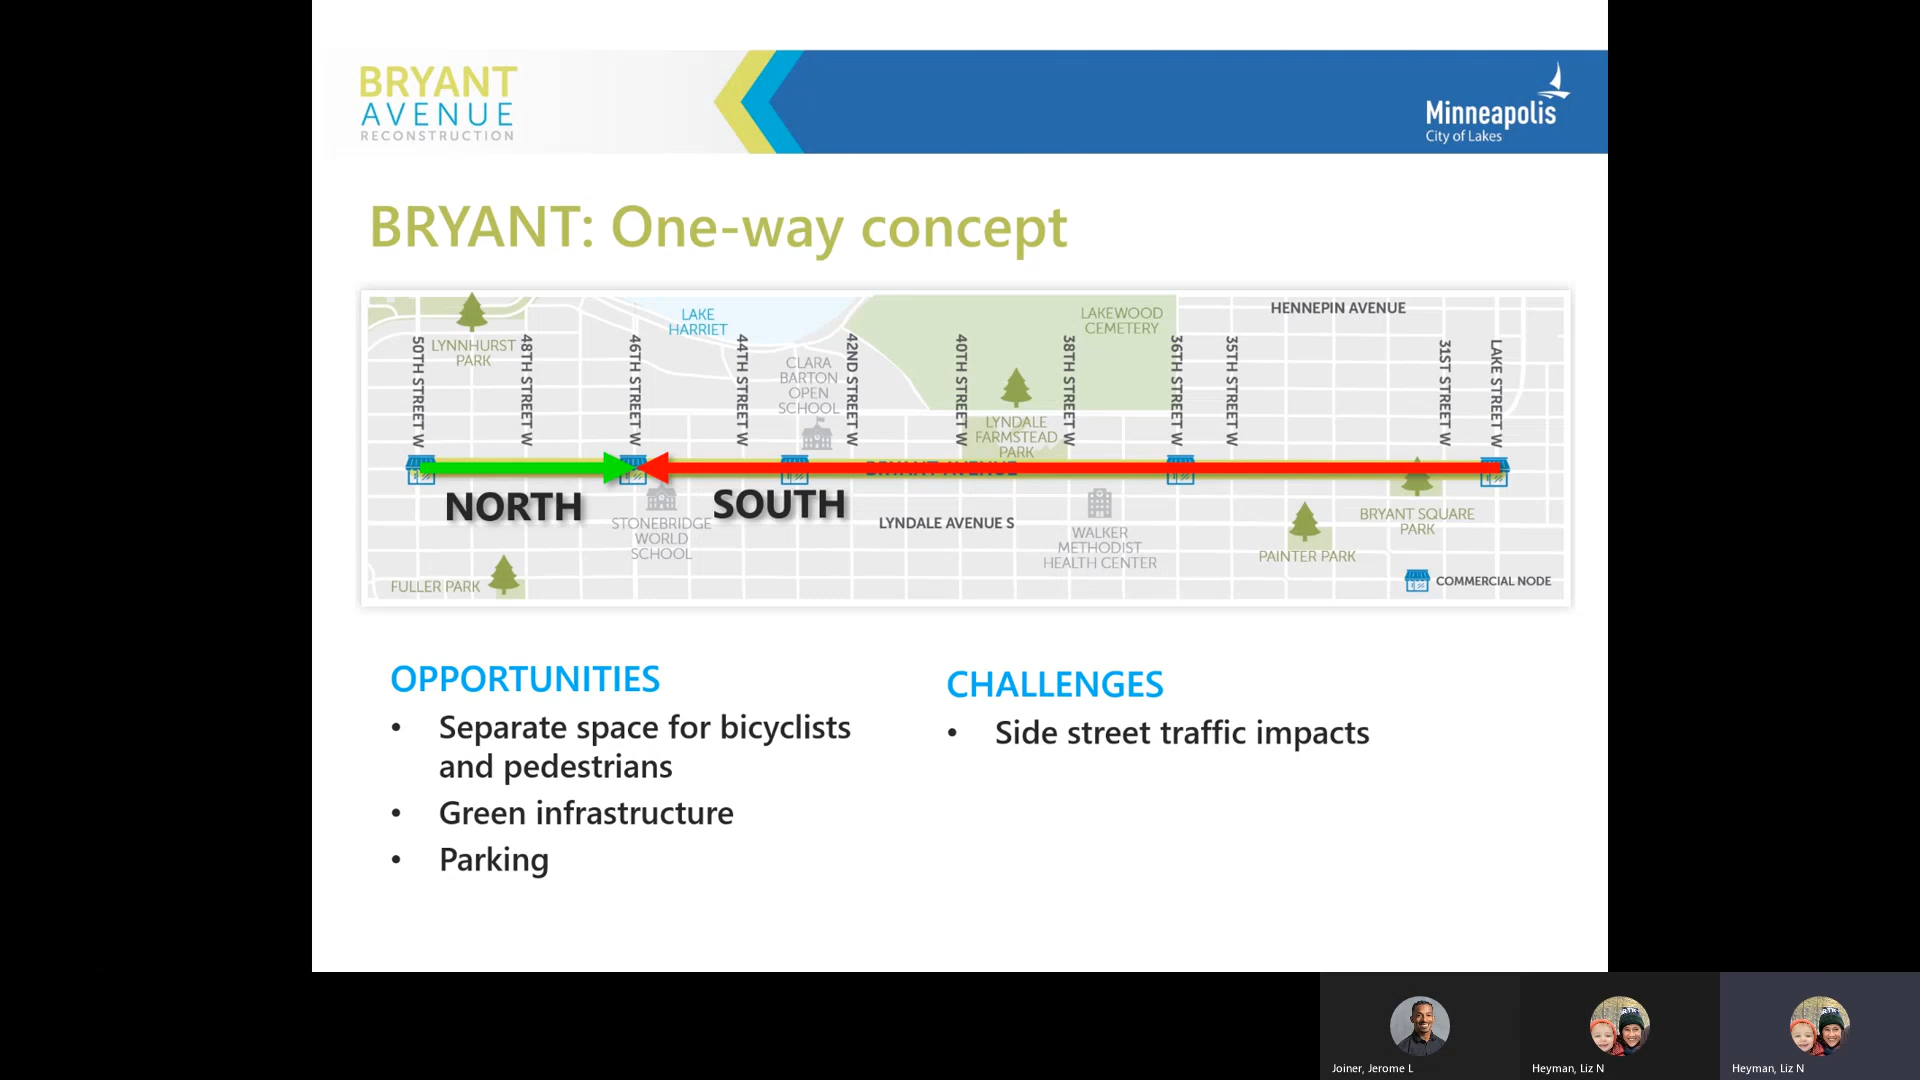 BRYANT
AVENUE
RECONSTRUCTION
Minneapolis
City of Lakes
BRYANT: One-way concept
LAKE
HARRIET
LAKEWOOD
CEMETERY
HENNEPIN AVENUE
50TH STREET W
LYNNHURST
PARK
48TH STREET W
46TH STREET W
44TH STREET W
CLARA
BARTON
OPEN
SCHOOL
42ND STREET W
40TH STREET W
LYNDALE
FARMSTEAD
PARK
38TH STREET W
36TH STREET W
35TH STREET W
31ST STREET W
LAKE STREET W
BRYANT AVENUE
NORTH
SOUTH
STONEBRIDGE
WORLD
SCHOOL
LYNDALE AVENUE S
WALKER
METHODIST
HEALTH CENTER
PAINTER PARK
BRYANT SQUARE
PARK
FULLER PARK
COMMERCIAL NODE
OPPORTUNITIES
• Separate space for bicyclists
and pedestrians
• Green infrastructure
• Parking
CHALLENGES
• Side street traffic impacts
Joiner, Jerome L
Heyman, Liz N
Heyman, Liz N